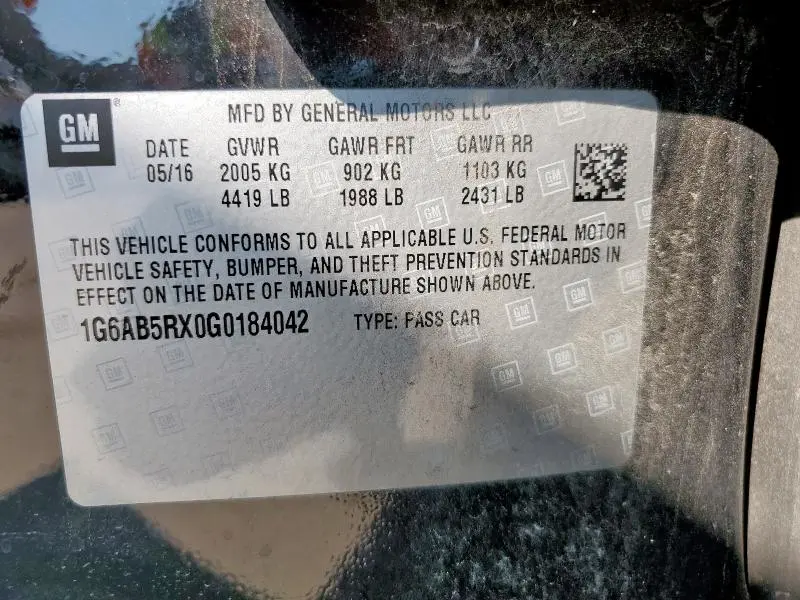 GM ® MFD BY GENERAL MOTORS LLC
DATE GVWR GAWR FRT GAWR RR
05/16 2005 KG 902 KG 1103 KG
4419 LB 1988 LB 2431 LB
THIS VEHICLE CONFORMS TO ALL APPLICABLE U.S. FEDERAL MOTOR
VEHICLE SAFETY, BUMPER, AND THEFT PREVENTION STANDARDS IN
EFFECT ON THE DATE OF MANUFACTURE SHOWN ABOVE.
1G6AB5RX0G0184042 TYPE: PASS CAR